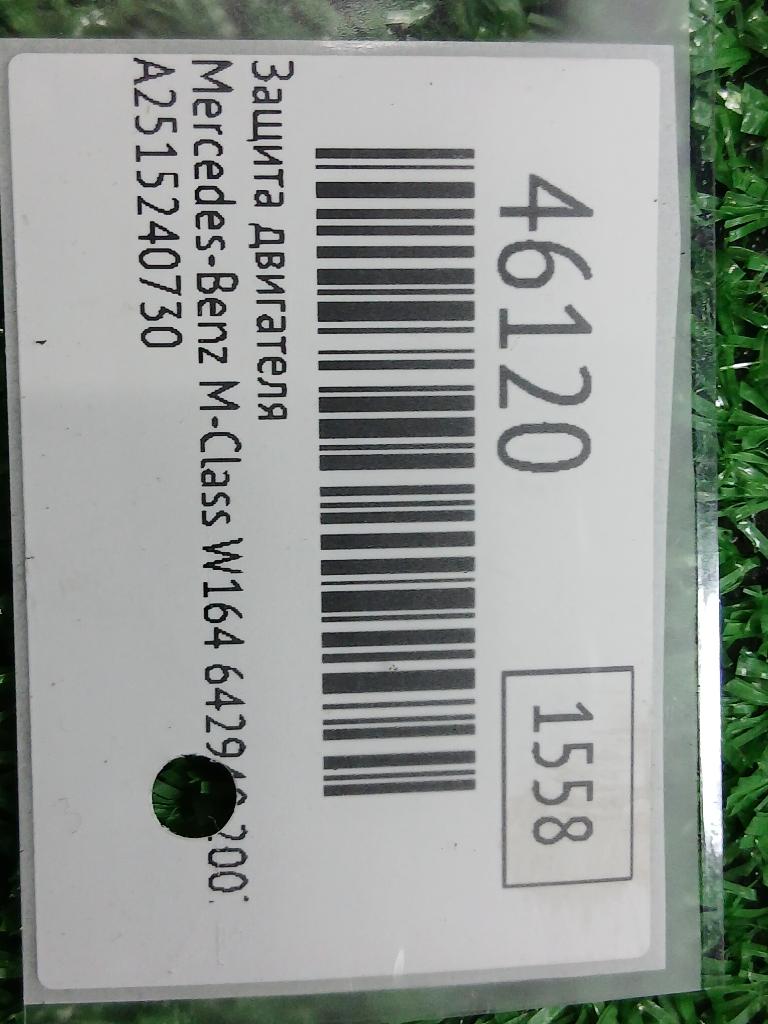 46120
1558
Защита двигателя
Mercedes-Benz M-Class W164
A2515240730